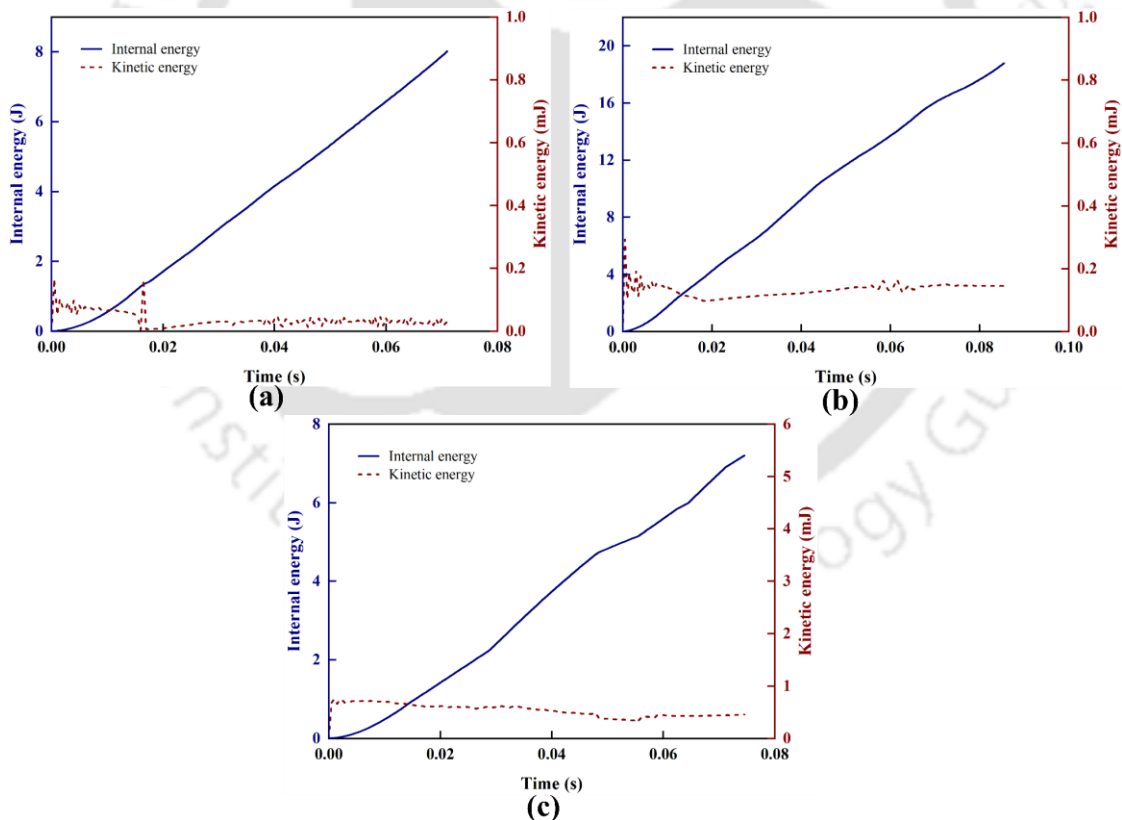 Internal energy
Kinetic energy
Internal energy (J)
Kinetic energy (mJ)
0
2
4
6
8
0.0
0.2
0.4
0.6
0.8
1.0
0.00
0.02
0.04
0.06
0.08
Time (s)
(a)
Internal energy
Kinetic energy
Internal energy (J)
Kinetic energy (mJ)
0
4
8
12
16
20
0.0
0.2
0.4
0.6
0.8
1.0
0.00
0.02
0.04
0.06
0.08
0.10
Time (s)
(b)
Internal energy
Kinetic energy
Internal energy (J)
Kinetic energy (mJ)
0
2
4
6
8
0
1
2
3
4
5
6
0.00
0.02
0.04
0.06
0.08
Time (s)
(c)
nstit
ology Gu